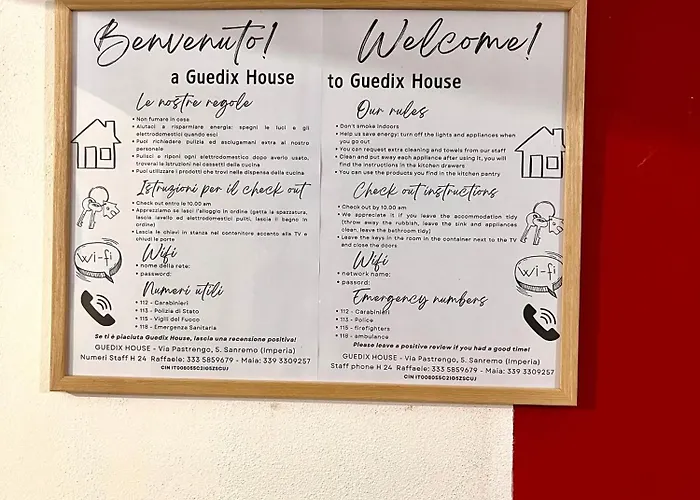 Benvenuto!
a Guedix House
Le nostre regole
• Non fumare in casa
• Aiutaci a risparmiare energia: spegni le luci e gli
elettrodomestici quando esci
• Puoi richiedere pulizia ed asciugamani extra al nostro
personale
• Pulisci e riponi ogni elettrodomestico dopo averlo usato,
troverai le istruzioni nei cassetti della cucina
• Puoi utilizzare i prodotti che trovi nella dispensa della cucina
Istruzioni per il check out
• Check out entro le 10.00 am
• Apprezziamo se lasci l'alloggio in ordine (getta la spazzatura,
lascia lavello ed elettrodomestici puliti, lascia il bagno in
ordine)
• Lascia le chiavi in stanza nel contenitore accanto alla TV e
chiudi le porte
Wifi
• nome della rete:
• password:
wi-fi
Numeri utili
• 112 - Carabinieri
• 113 - Polizia di Stato
• 115 - Vigili del Fuoco
• 118 - Emergenza Sanitaria
Se ti è piaciuta Guedix House, lascia una recensione positiva!
GUEDIX HOUSE - Via Pastrengo, 5. Sanremo (Imperia)
Numeri Staff H 24 Raffaele: 333 5859679 - Maia: 339 3309257
CIN IT008055C2IO5ZSCUJ
Welcome!
to Guedix House
Our rules
• Don't smoke indoors
• Help us save energy: turn off the lights and appliances when
you go out
• You can request extra cleaning and towels from our staff
• Clean and put away each appliance after using it, you will
find the instructions in the kitchen drawers
• You can use the products you find in the kitchen pantry
Check out instructions
• Check out by 10.00 am
• We appreciate it if you leave the accommodation tidy
(throw away the rubbish, leave the sink and appliances
clean, leave the bathroom tidy)
• Leave the keys in the room in the container next to the TV
and close the doors
Wifi
• network name:
• passord:
wi-fi
Emergency numbers
• 112 - Carabinieri
• 113 - Police
• 115 - firefighters
• 118 - ambulance
Please leave a positive review if you had a good time!
GUEDIX HOUSE - Via Pastrengo, 5. Sanremo (Imperia)
Staff phone H 24 Raffaele: 333 5859679 - Maia: 339 3309257
CIN IT008055C2IO5ZSCUJ